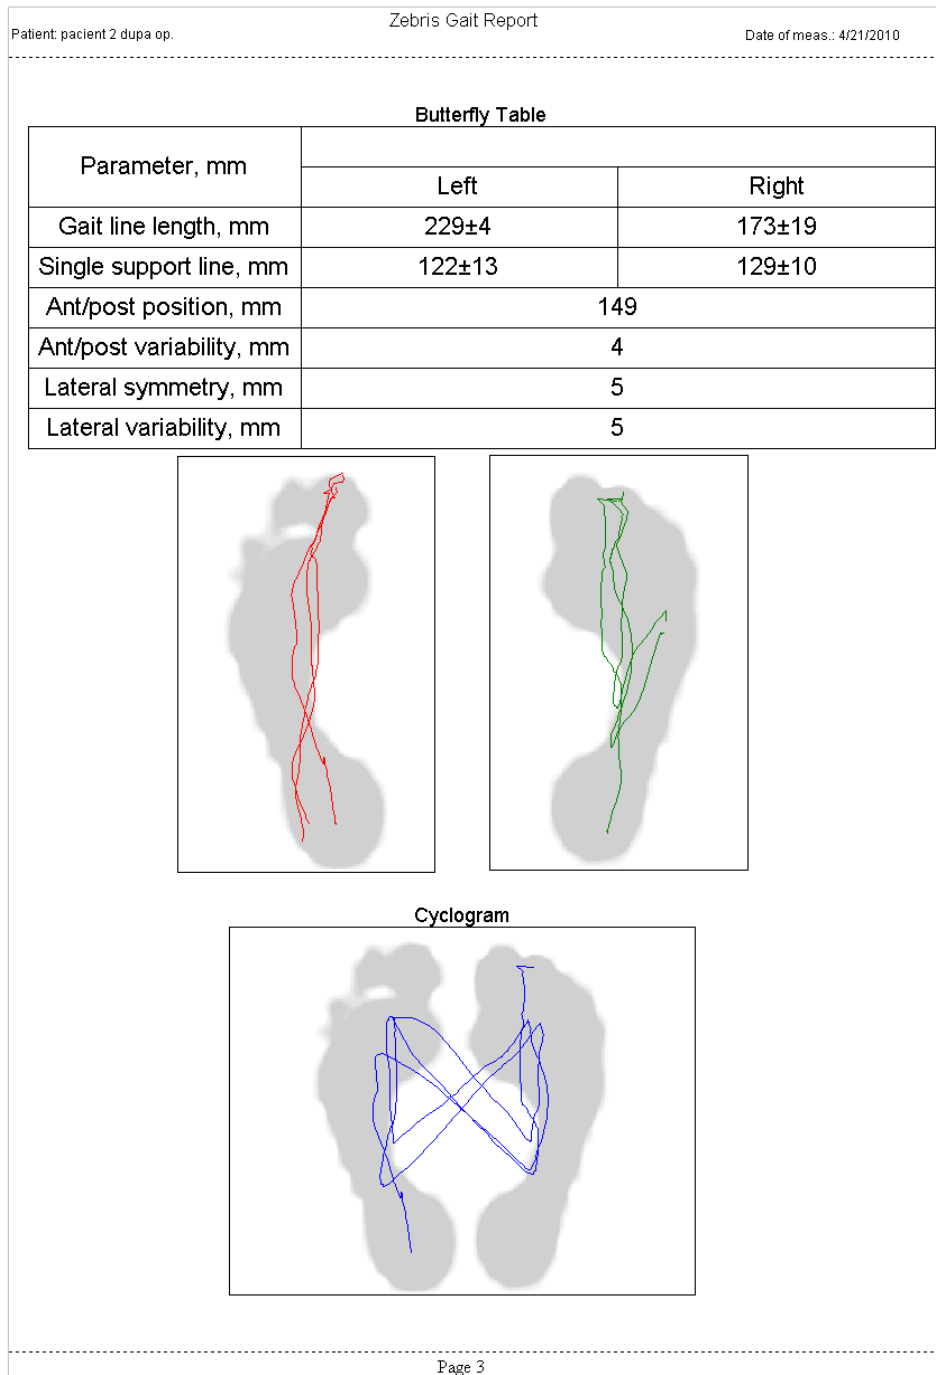 Zebris Gait Report
Patient: pacient 2 dupa op.
Date of meas.: 4/21/2010
Butterfly Table
Parameter, mm
Left Right
Gait line length, mm 229±4 173±19
Single support line, mm 122±13 129±10
Ant/post position, mm 149
Ant/post variability, mm 4
Lateral symmetry, mm 5
Lateral variability, mm 5
Cyclogram
Page 3